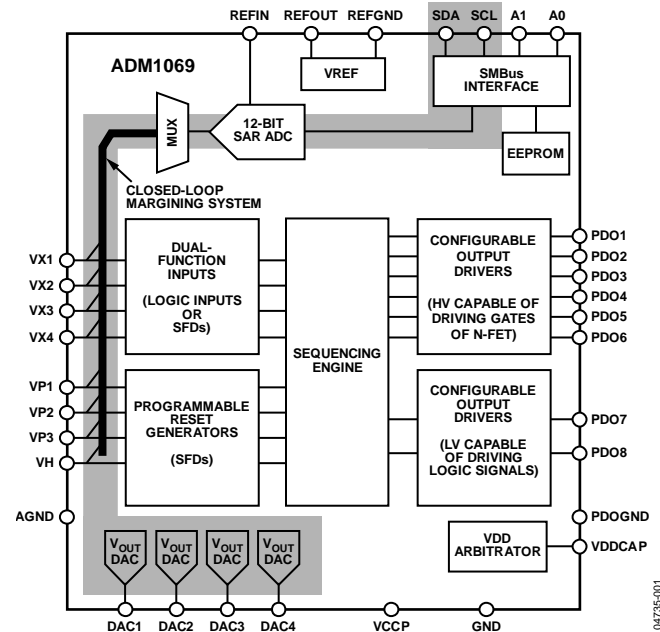 REFIN REFOUT REFGND SDA SCL A1 A0
ADM1069
VREF
SMBus
INTERFACE
MUX
12-BIT
SAR ADC
EEPROM
CLOSED-LOOP
MARGINING SYSTEM
VX1
VX2
VX3
VX4
VP1
VP2
VP3
VH
AGND
DUAL-
FUNCTION
INPUTS
(LOGIC INPUTS
OR
SFDs)
PROGRAMMABLE
RESET
GENERATORS
(SFDs)
SEQUENCING
ENGINE
CONFIGURABLE
OUTPUT
DRIVERS
(HV CAPABLE OF
DRIVING GATES
OF N-FET)
CONFIGURABLE
OUTPUT
DRIVERS
(LV CAPABLE
OF DRIVING
LOGIC SIGNALS)
PDO1
PDO2
PDO3
PDO4
PDO5
PDO6
PDO7
PDO8
PDOGND
VDDCAP
VDD
ARBITRATOR
VOUT
DAC
VOUT
DAC
VOUT
DAC
VOUT
DAC
DAC1 DAC2 DAC3 DAC4 VCCP GND
04735-001